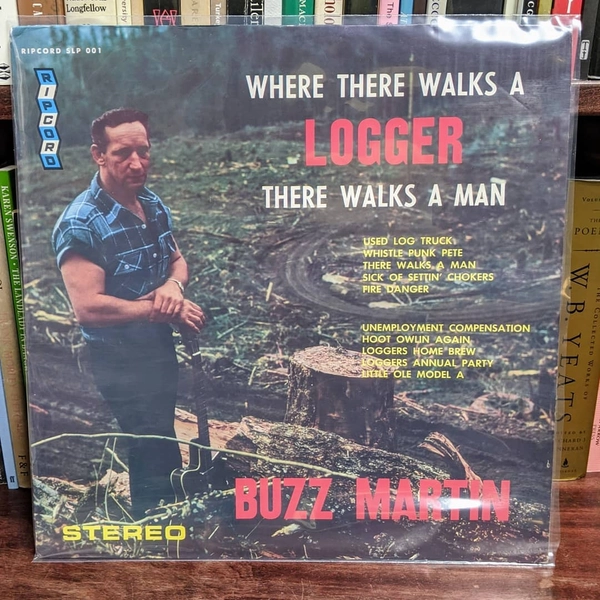 Longfellow
RIPCORD SLP 001
RIPCORD
WHERE THERE WALKS A
LOGGER
THERE WALKS A MAN
USED LOG TRUCK
WHISTLE PUNK PETE
THERE WALKS A MAN
SICK OF SETTIN' CHOKERS
FIRE DANGER
UNEMPLOYMENT COMPENSATION
HOOT OWLIN AGAIN
LOGGERS HOME BREW
LOGGERS ANNUAL PARTY
LITTLE OLE MODEL A
BUZZ MARTIN
STEREO
KAREN SWENSON
W. B. YEATS